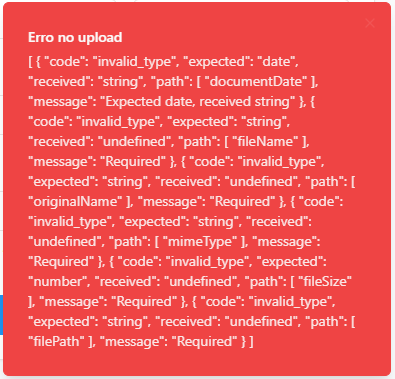 Erro no upload
[ { "code": "invalid_type", "expected": "date",
"received": "string", "path": [ "documentDate" ],
"message": "Expected date, received string" }, {
"code": "invalid_type", "expected": "string",
"received": "undefined", "path": [ "fileName" ],
"message": "Required" }, { "code": "invalid_type",
"expected": "string", "received": "undefined", "path": [
"originalName" ], "message": "Required" }, { "code":
"invalid_type", "expected": "string", "received":
"undefined", "path": [ "mimeType" ], "message":
"Required" }, { "code": "invalid_type", "expected":
"number", "received": "undefined", "path": [ "fileSize"
], "message": "Required" }, { "code": "invalid_type",
"expected": "string", "received": "undefined", "path": [
"filePath" ], "message": "Required" } ]